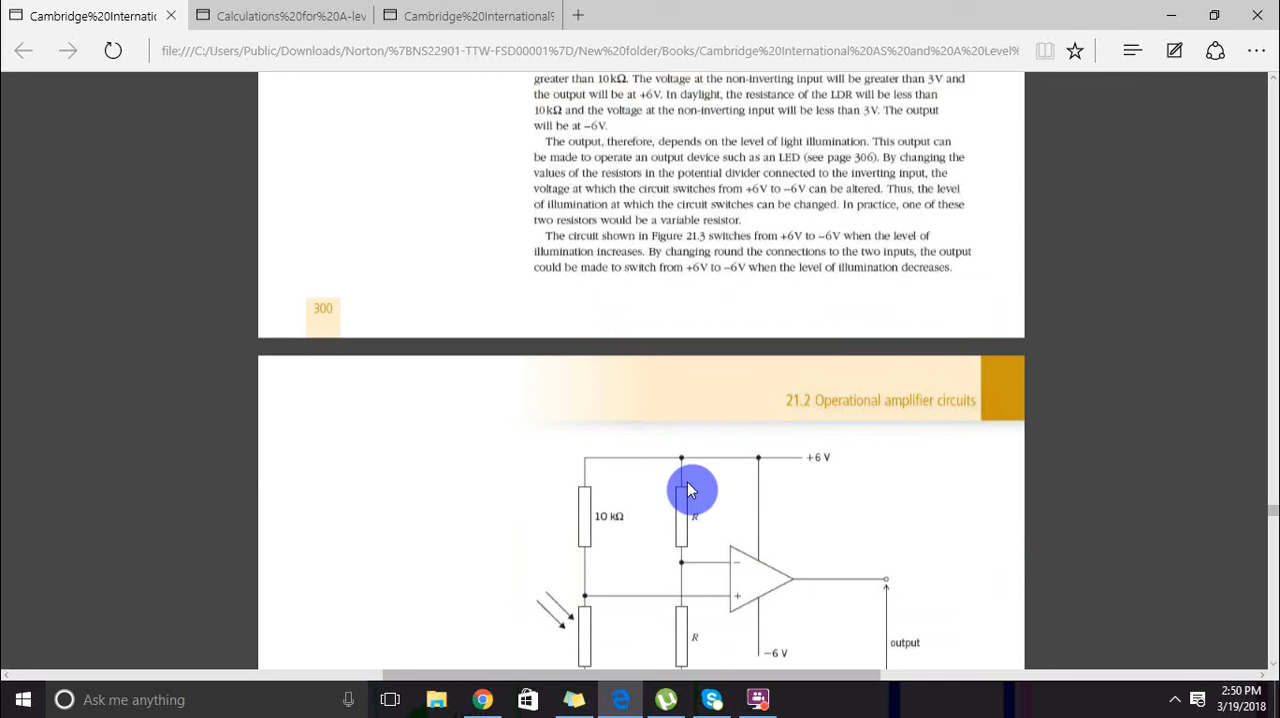 Cambridge%20Internatic
Calculations%20for%20A-lev
Cambridge%20International%
file:///C:/Users/Public/Downloads/Norton/%7BNS22901-TTW-FSD00001%7D/New%20folder/Books/Cambridge%20International%20AS%20and%20A%20Level%
greater than 10kΩ. The voltage at the non-inverting input will be greater than 3V and
the output will be at +6V. In daylight, the resistance of the LDR will be less than
10kΩ and the voltage at the non-inverting input will be less than 3V. The output
will be at −6V.
The output, therefore, depends on the level of light illumination. This output can
be made to operate an output device such as an LED (see page 306). By changing the
values of the resistors in the potential divider connected to the inverting input, the
voltage at which the circuit switches from +6V to −6V can be altered. Thus, the level
of illumination at which the circuit switches can be changed. In practice, one of these
two resistors would be a variable resistor.
The circuit shown in Figure 21.3 switches from +6V to −6V when the level of
illumination increases. By changing round the connections to the two inputs, the output
could be made to switch from +6V to −6V when the level of illumination decreases.
300
21.2 Operational amplifier circuits
+6 V
10 kΩ
R
−
+
R
output
−6 V
Ask me anything
2:50 PM
3/19/2018